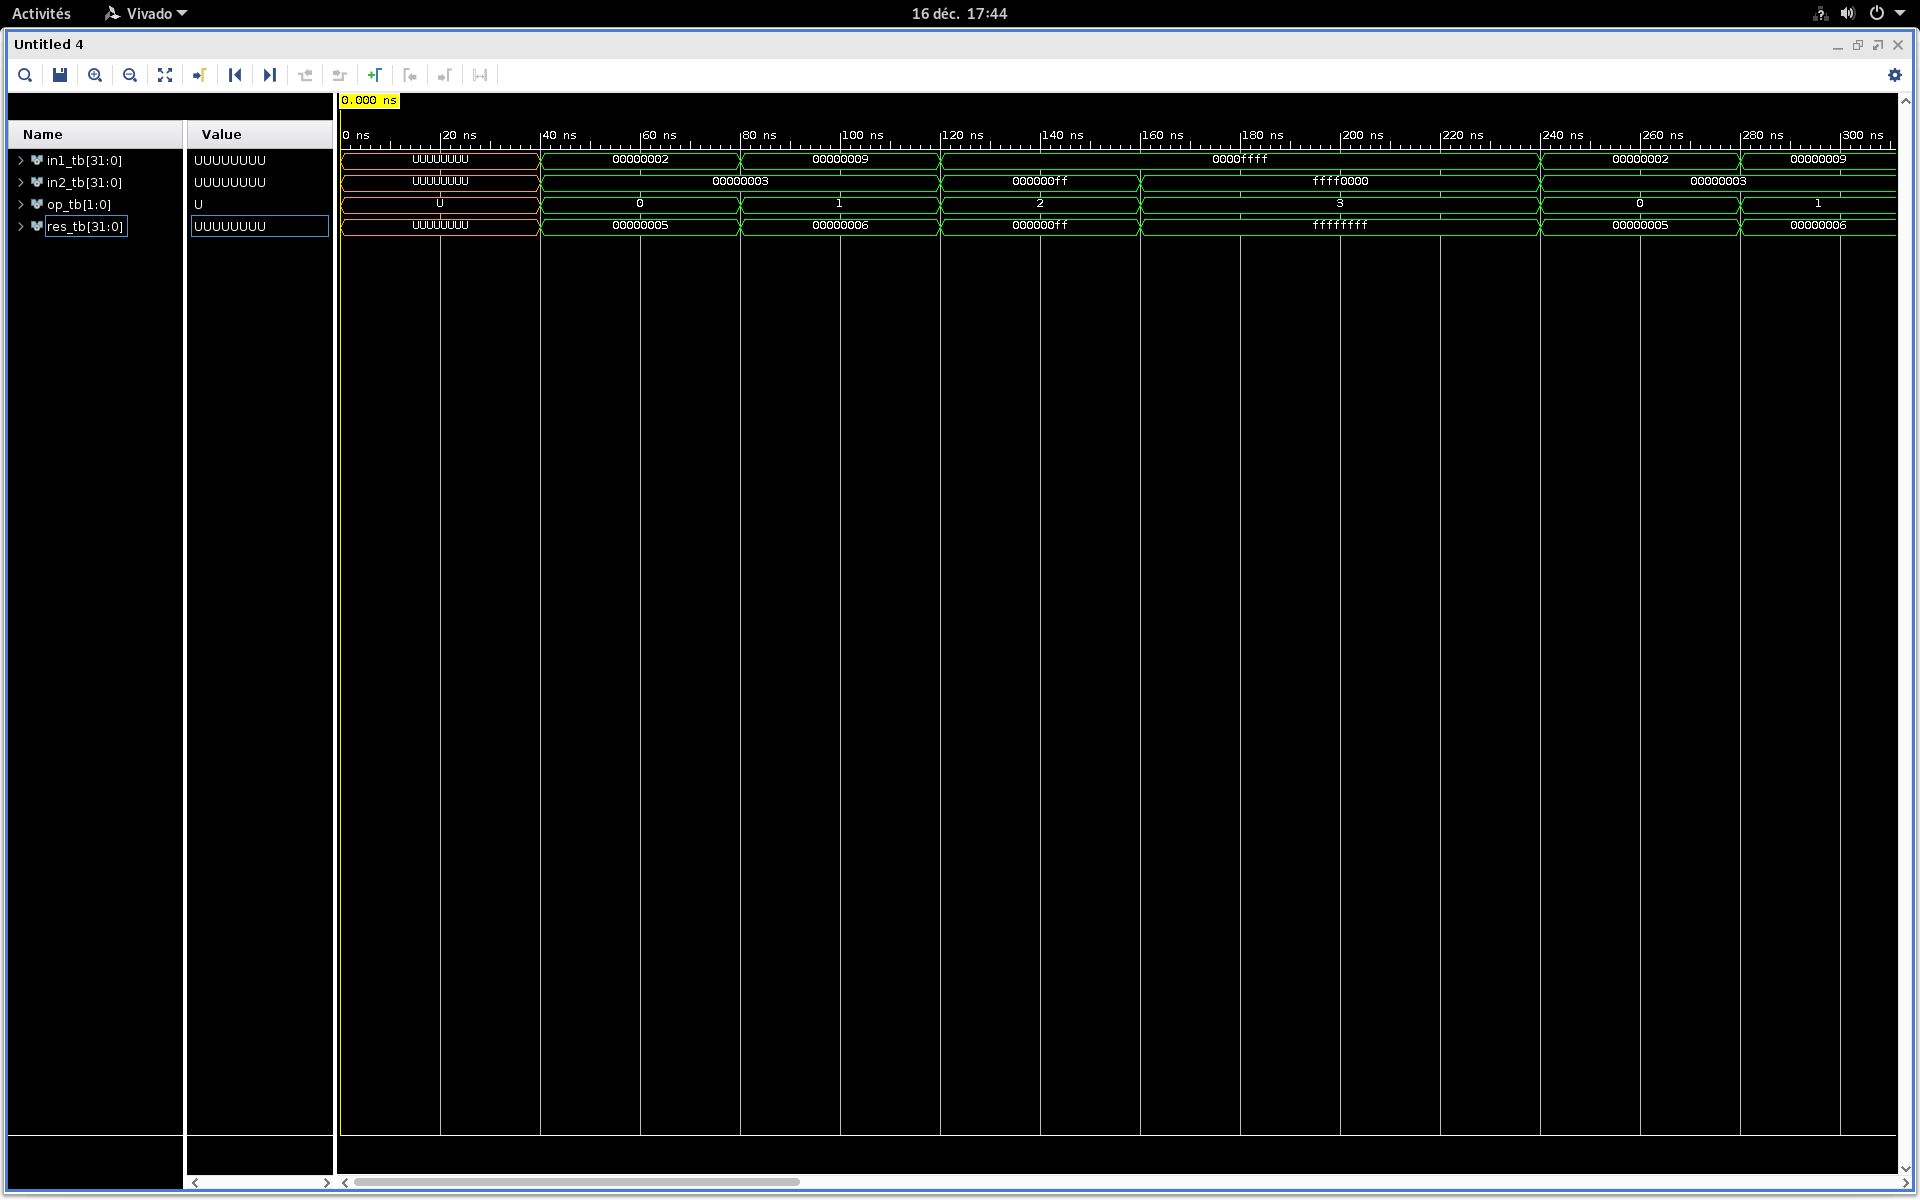 Activités Vivado 16 déc. 17:44
Untitled 4
0.000 ns
Name Value
0 ns 20 ns 40 ns 60 ns 80 ns 100 ns 120 ns 140 ns 160 ns 180 ns 200 ns 220 ns 240 ns 260 ns 280 ns 300 ns
in1_tb[31:0] UUUUUUUU UUUUUUUU 00000002 00000009 0000ffff 00000002 00000009
in2_tb[31:0] UUUUUUUU UUUUUUUU 00000003 000000ff ffff0000 00000003
op_tb[1:0] U U 0 1 2 3 0 1
res_tb[31:0] UUUUUUUU UUUUUUUU 00000005 00000006 000000ff ffffffff 00000005 00000006